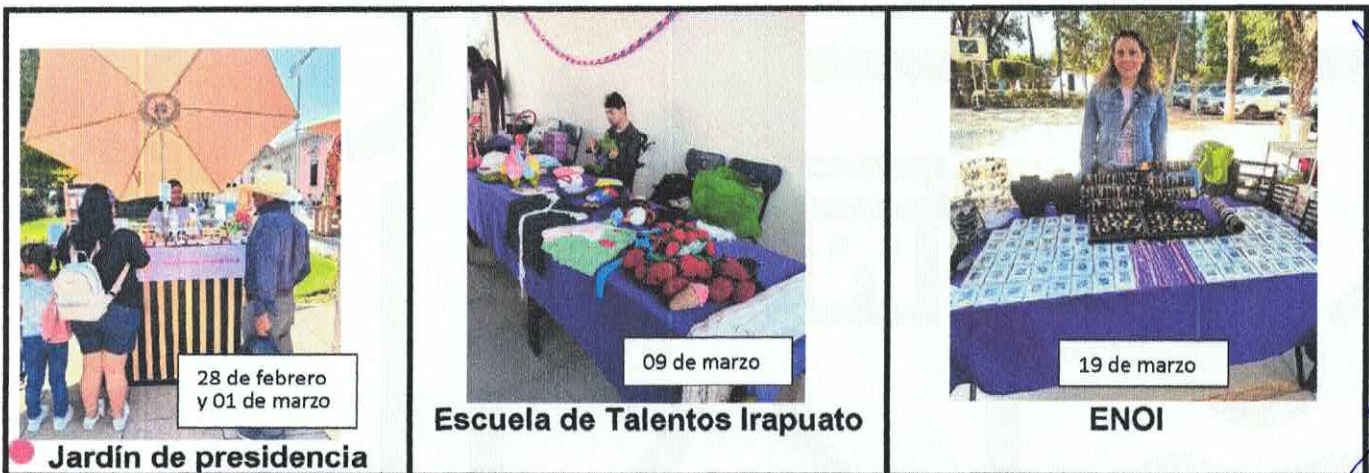 28 de febrero
y 01 de marzo
Jardín de presidencia
09 de marzo
Escuela de Talentos Irapuato
19 de marzo
ENOI